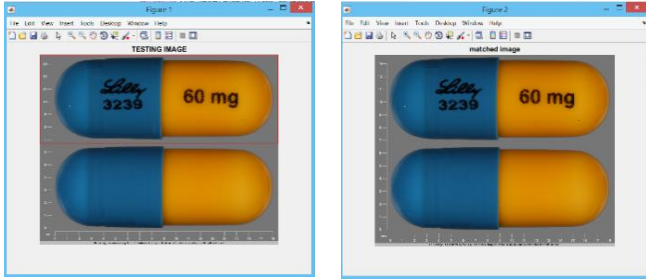 Figure 1
File Edit View Insert Tools Desktop Window Help
TESTING IMAGE
Lilly
3239
60 mg
Figure 2
File Edit View Insert Tools Desktop Window Help
matched image
Lilly
3239
60 mg